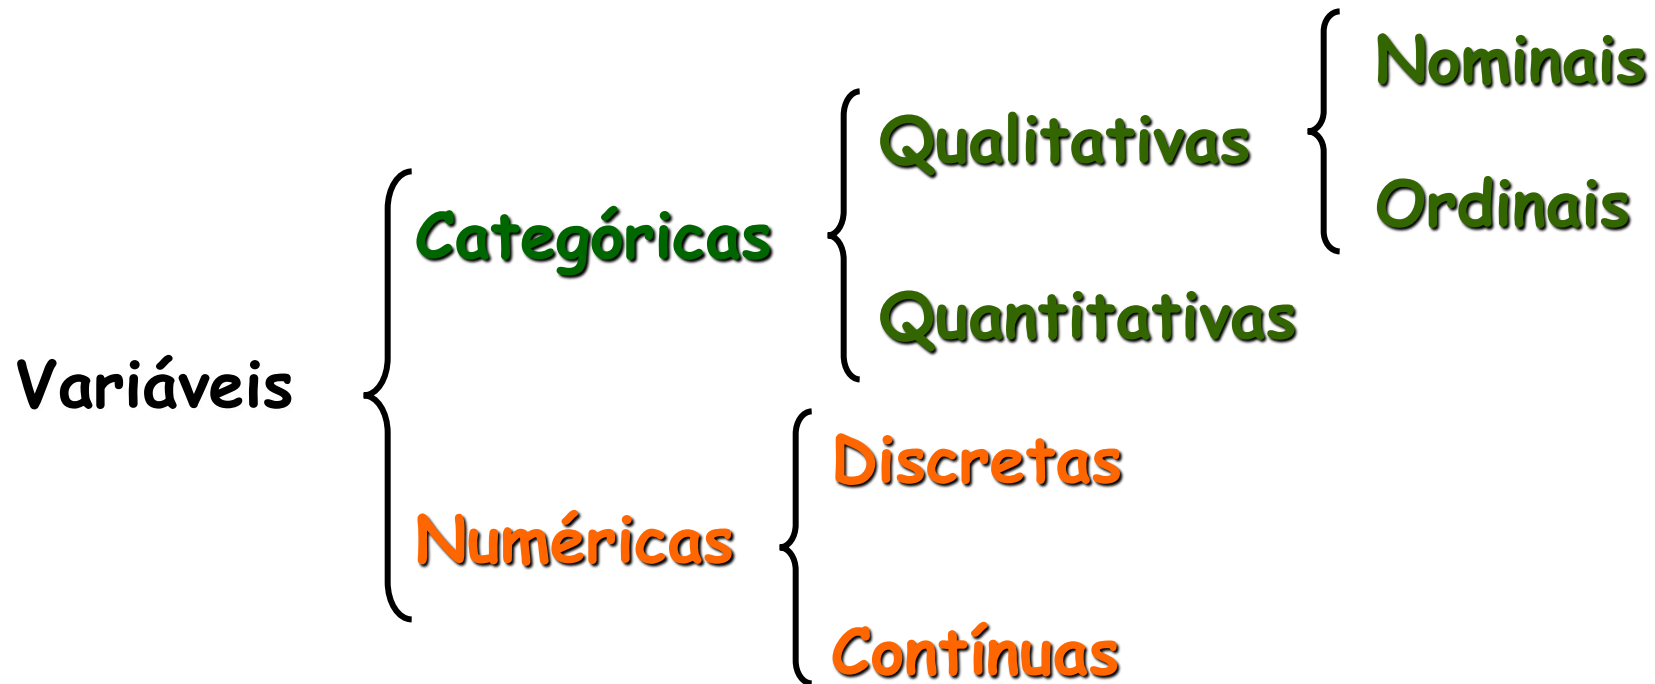 Nominais
Qualitativas
Ordinais
Categóricas
Quantitativas
Variáveis
Discretas
Numéricas
Contínuas